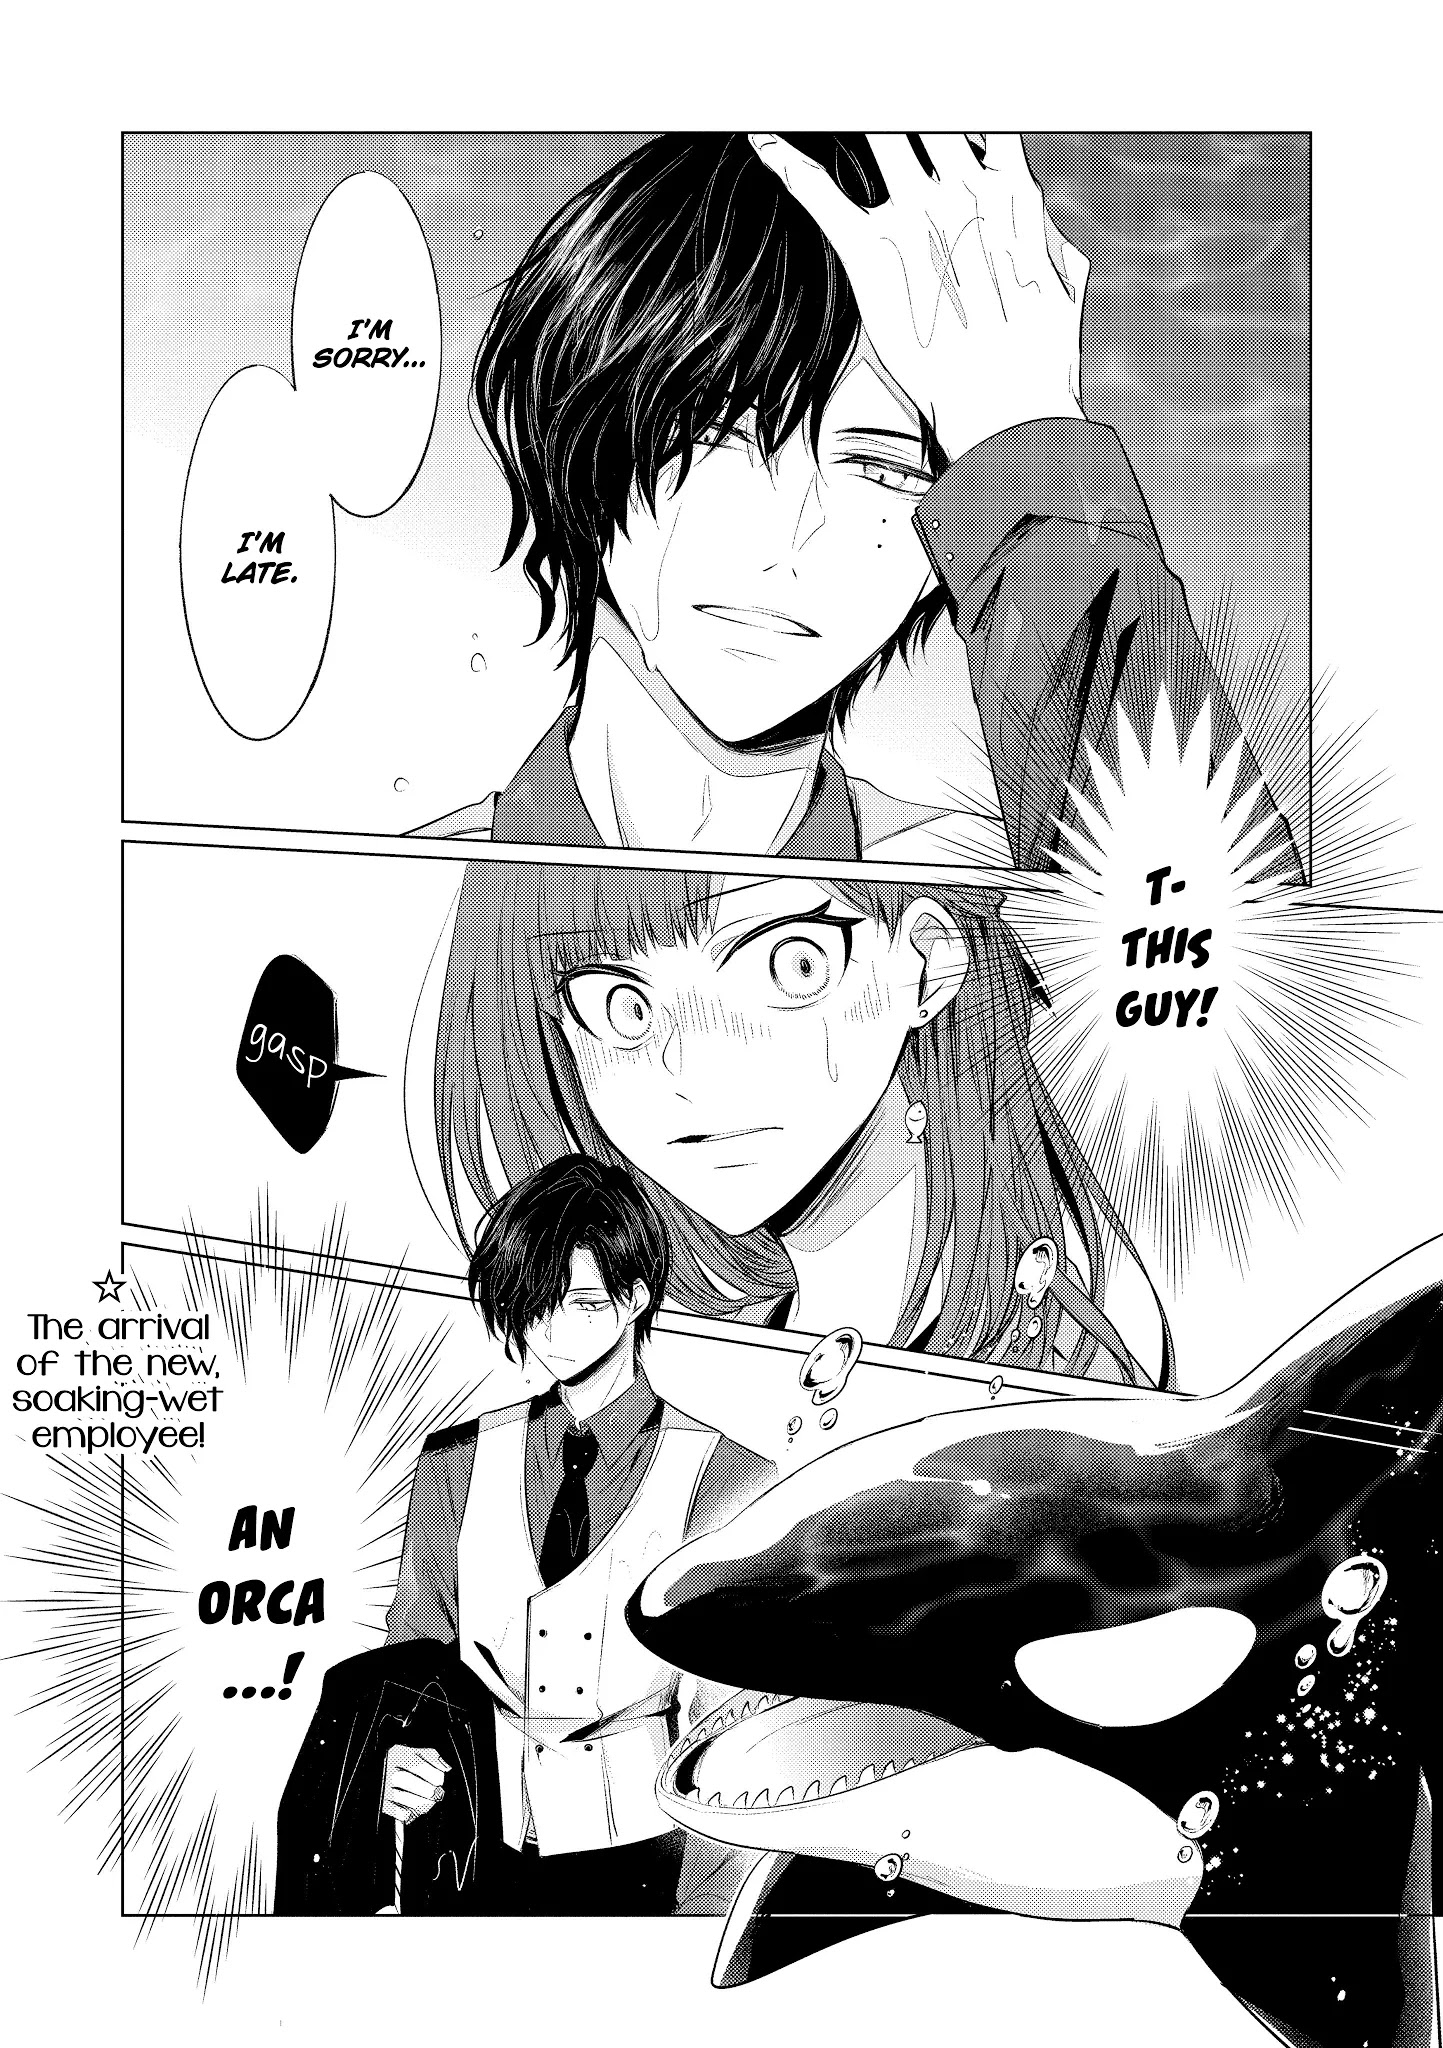 I'M
SORRY...
I'M
LATE.
T-
THIS
GUY!
gasp
☆
The arrival
of the new,
soaking-wet
employee!
AN
ORCA
...!